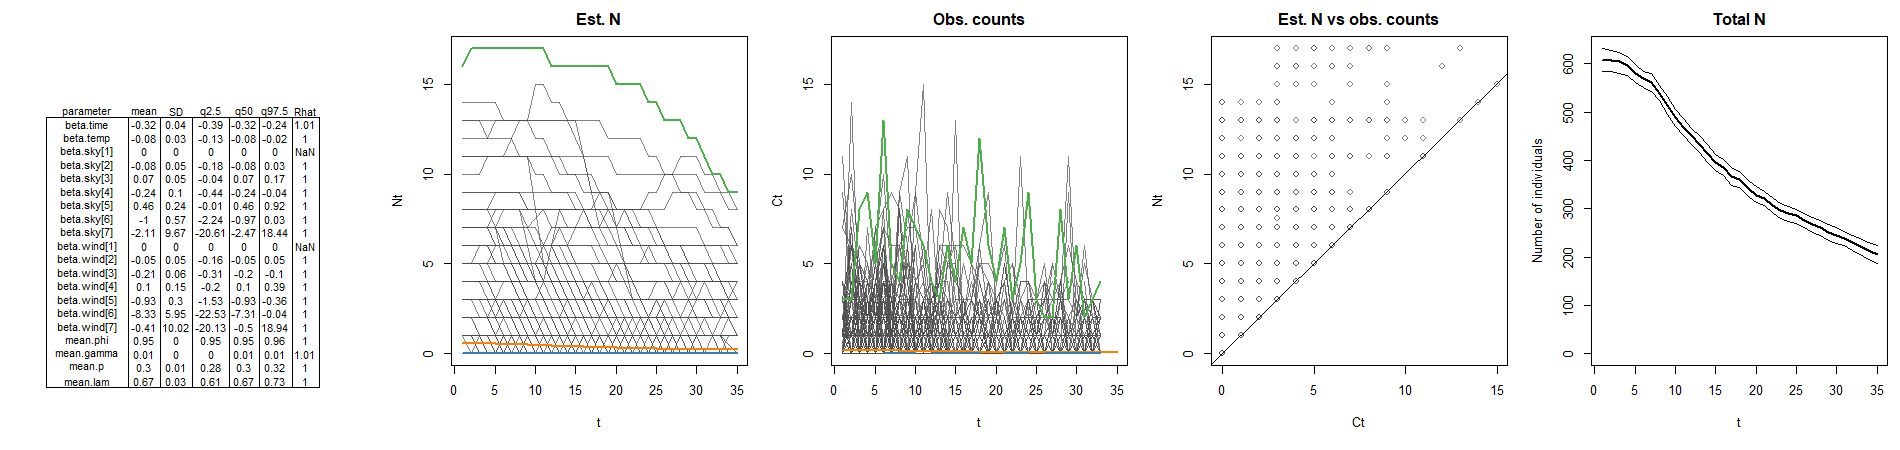 Est. N
Obs. counts
Est. N vs obs. counts
Total N
parameter mean SD q2.5 q50 q97.5 Rhat
beta.time -0.32 0.04 -0.39 -0.32 -0.24 1.01
beta.temp -0.08 0.03 -0.13 -0.08 -0.02 1
beta.sky[1] 0 0 0 0 0 NaN
beta.sky[2] -0.08 0.05 -0.18 -0.08 0.03 1
beta.sky[3] 0.07 0.05 -0.04 0.07 0.17 1
beta.sky[4] -0.24 0.1 -0.44 -0.24 -0.04 1
beta.sky[5] 0.46 0.24 -0.01 0.46 0.92 1
beta.sky[6] -1 0.57 -2.24 -0.97 0.03 1
beta.sky[7] -2.11 9.67 -20.61 -2.47 18.44 1
beta.wind[1] 0 0 0 0 0 NaN
beta.wind[2] -0.05 0.05 -0.16 -0.05 0.05 1
beta.wind[3] -0.21 0.06 -0.31 -0.2 -0.1 1
beta.wind[4] 0.1 0.15 -0.2 0.1 0.39 1
beta.wind[5] -0.93 0.3 -1.53 -0.93 -0.36 1
beta.wind[6] -8.33 5.95 -22.53 -7.31 -0.04 1
beta.wind[7] -0.41 10.02 -20.13 -0.5 18.94 1
mean.phi 0.95 0 0.95 0.95 0.96 1
mean.gamma 0.01 0 0 0.01 0.01 1.01
mean.p 0.3 0.01 0.28 0.3 0.32 1
mean.lam 0.67 0.03 0.61 0.67 0.73 1
Nt
0 5 10 15
0 5 10 15 20 25 30 35
t
Ct
0 5 10 15
0 5 10 15 20 25 30 35
t
Nt
0 5 10 15
0 5 10 15
Ct
Number of individuals
0 100 200 300 400 500 600
0 5 10 15 20 25 30 35
t